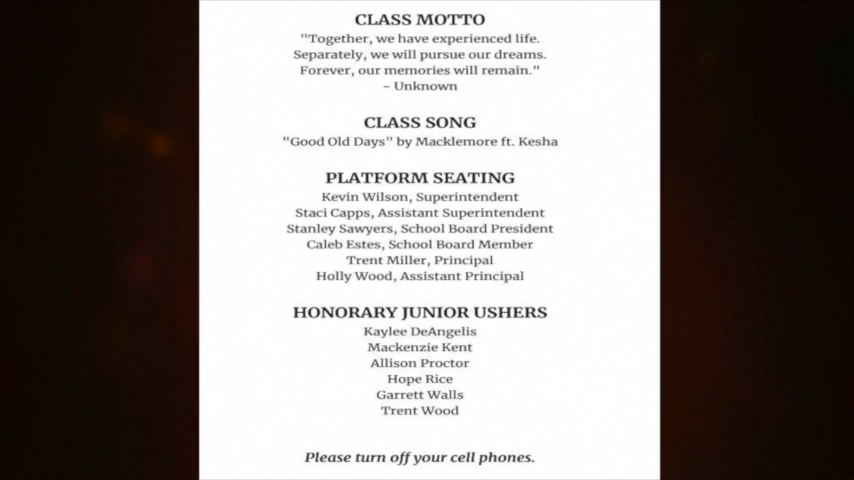 CLASS MOTTO
"Together, we have experienced life.
Separately, we will pursue our dreams.
Forever, our memories will remain."
– Unknown
CLASS SONG
"Good Old Days" by Macklemore ft. Kesha
PLATFORM SEATING
Kevin Wilson, Superintendent
Staci Capps, Assistant Superintendent
Stanley Sawyers, School Board President
Caleb Estes, School Board Member
Trent Miller, Principal
Holly Wood, Assistant Principal
HONORARY JUNIOR USHERS
Kaylee DeAngelis
Mackenzie Kent
Allison Proctor
Hope Rice
Garrett Walls
Trent Wood
Please turn off your cell phones.